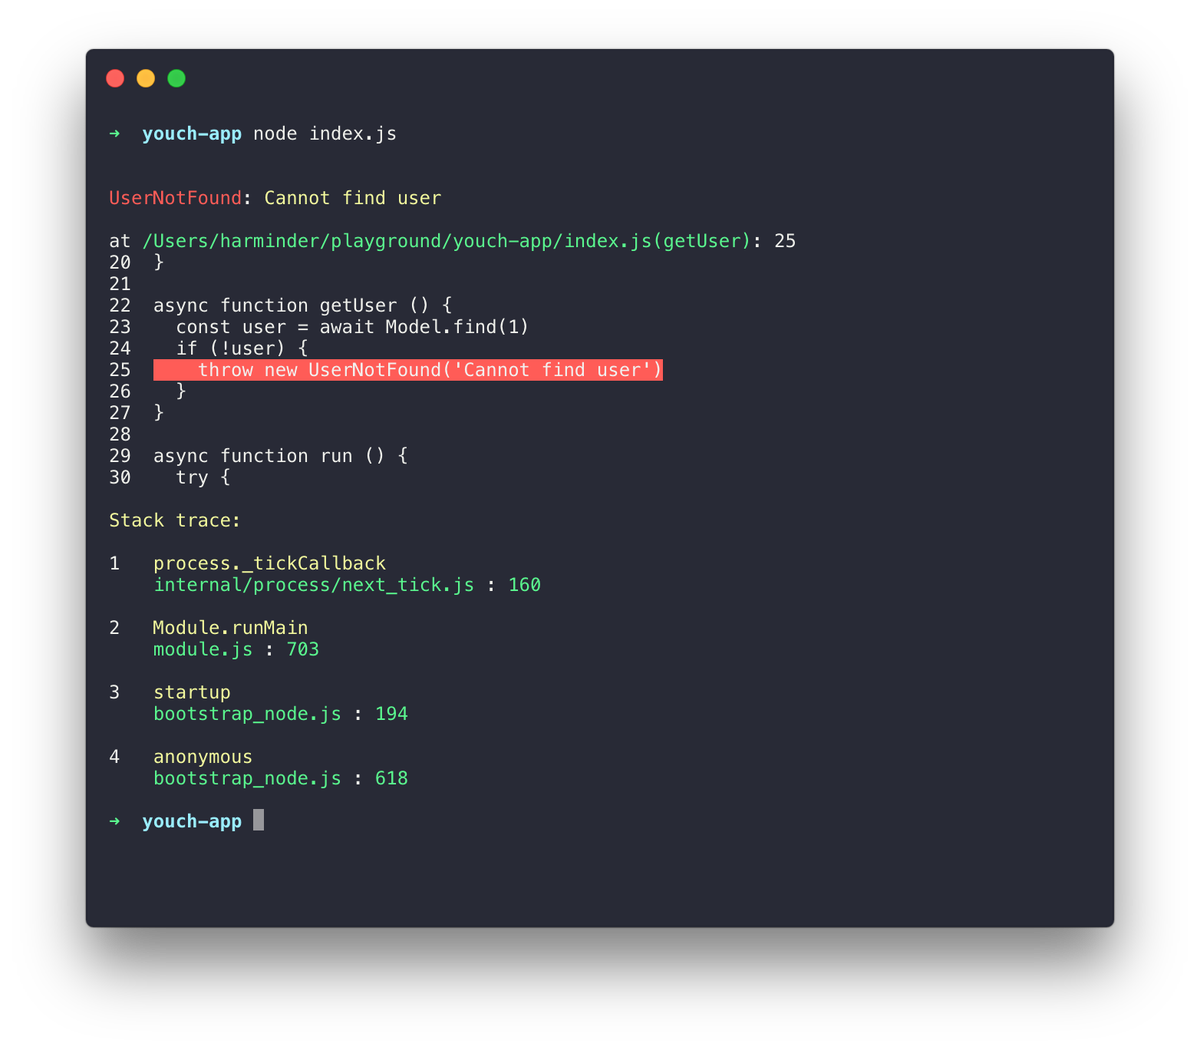 ➜  youch-app node index.js
UserNotFound: Cannot find user
at /Users/harminder/playground/youch-app/index.js(getUser): 25
20  }
21
22  async function getUser () {
23    const user = await Model.find(1)
24    if (!user) {
25      throw new UserNotFound('Cannot find user')
26    }
27  }
28
29  async function run () {
30    try {
Stack trace:
1   process._tickCallback
    internal/process/next_tick.js : 160
2   Module.runMain
    module.js : 703
3   startup
    bootstrap_node.js : 194
4   anonymous
    bootstrap_node.js : 618
➜  youch-app